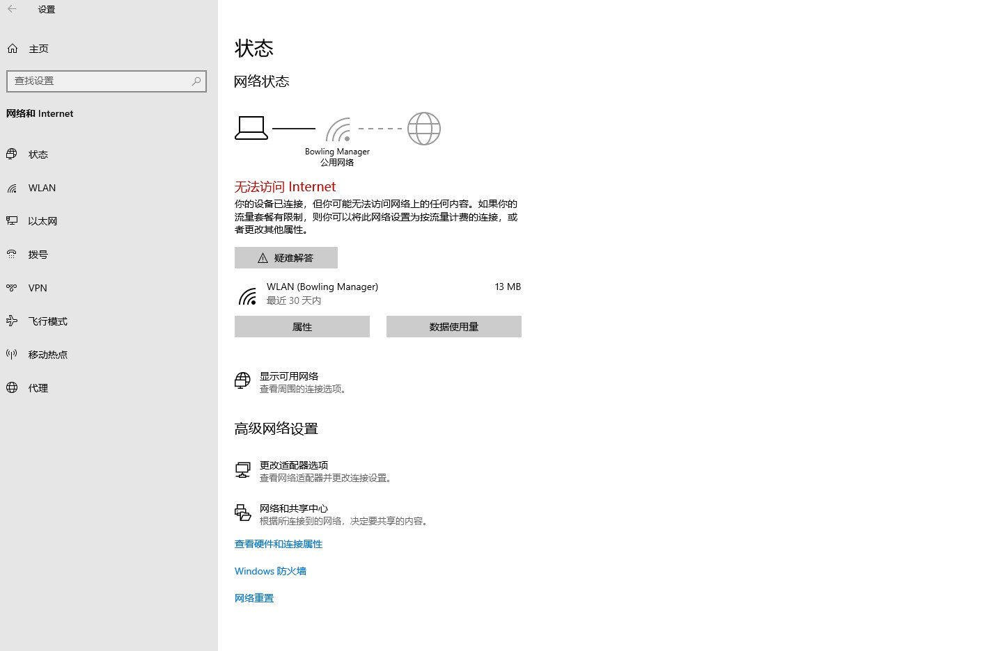 设置
主页
查找设置
网络和 Internet
状态
WLAN
以太网
拨号
VPN
飞行模式
移动热点
代理
状态
网络状态
Bowling Manager
公用网络
无法访问 Internet
你的设备已连接，但你可能无法访问网络上的任何内容。如果你的
流量套餐有限制，则你可以将此网络设置为按流量计费的连接，或
者更改其他属性。
疑难解答
WLAN (Bowling Manager) 13 MB
最近 30 天内
属性 数据使用量
显示可用网络
查看周围的连接选项。
高级网络设置
更改适配器选项
查看网络适配器并更改连接设置。
网络和共享中心
根据所连接到的网络，决定要共享的内容。
查看硬件和连接属性
Windows 防火墙
网络重置